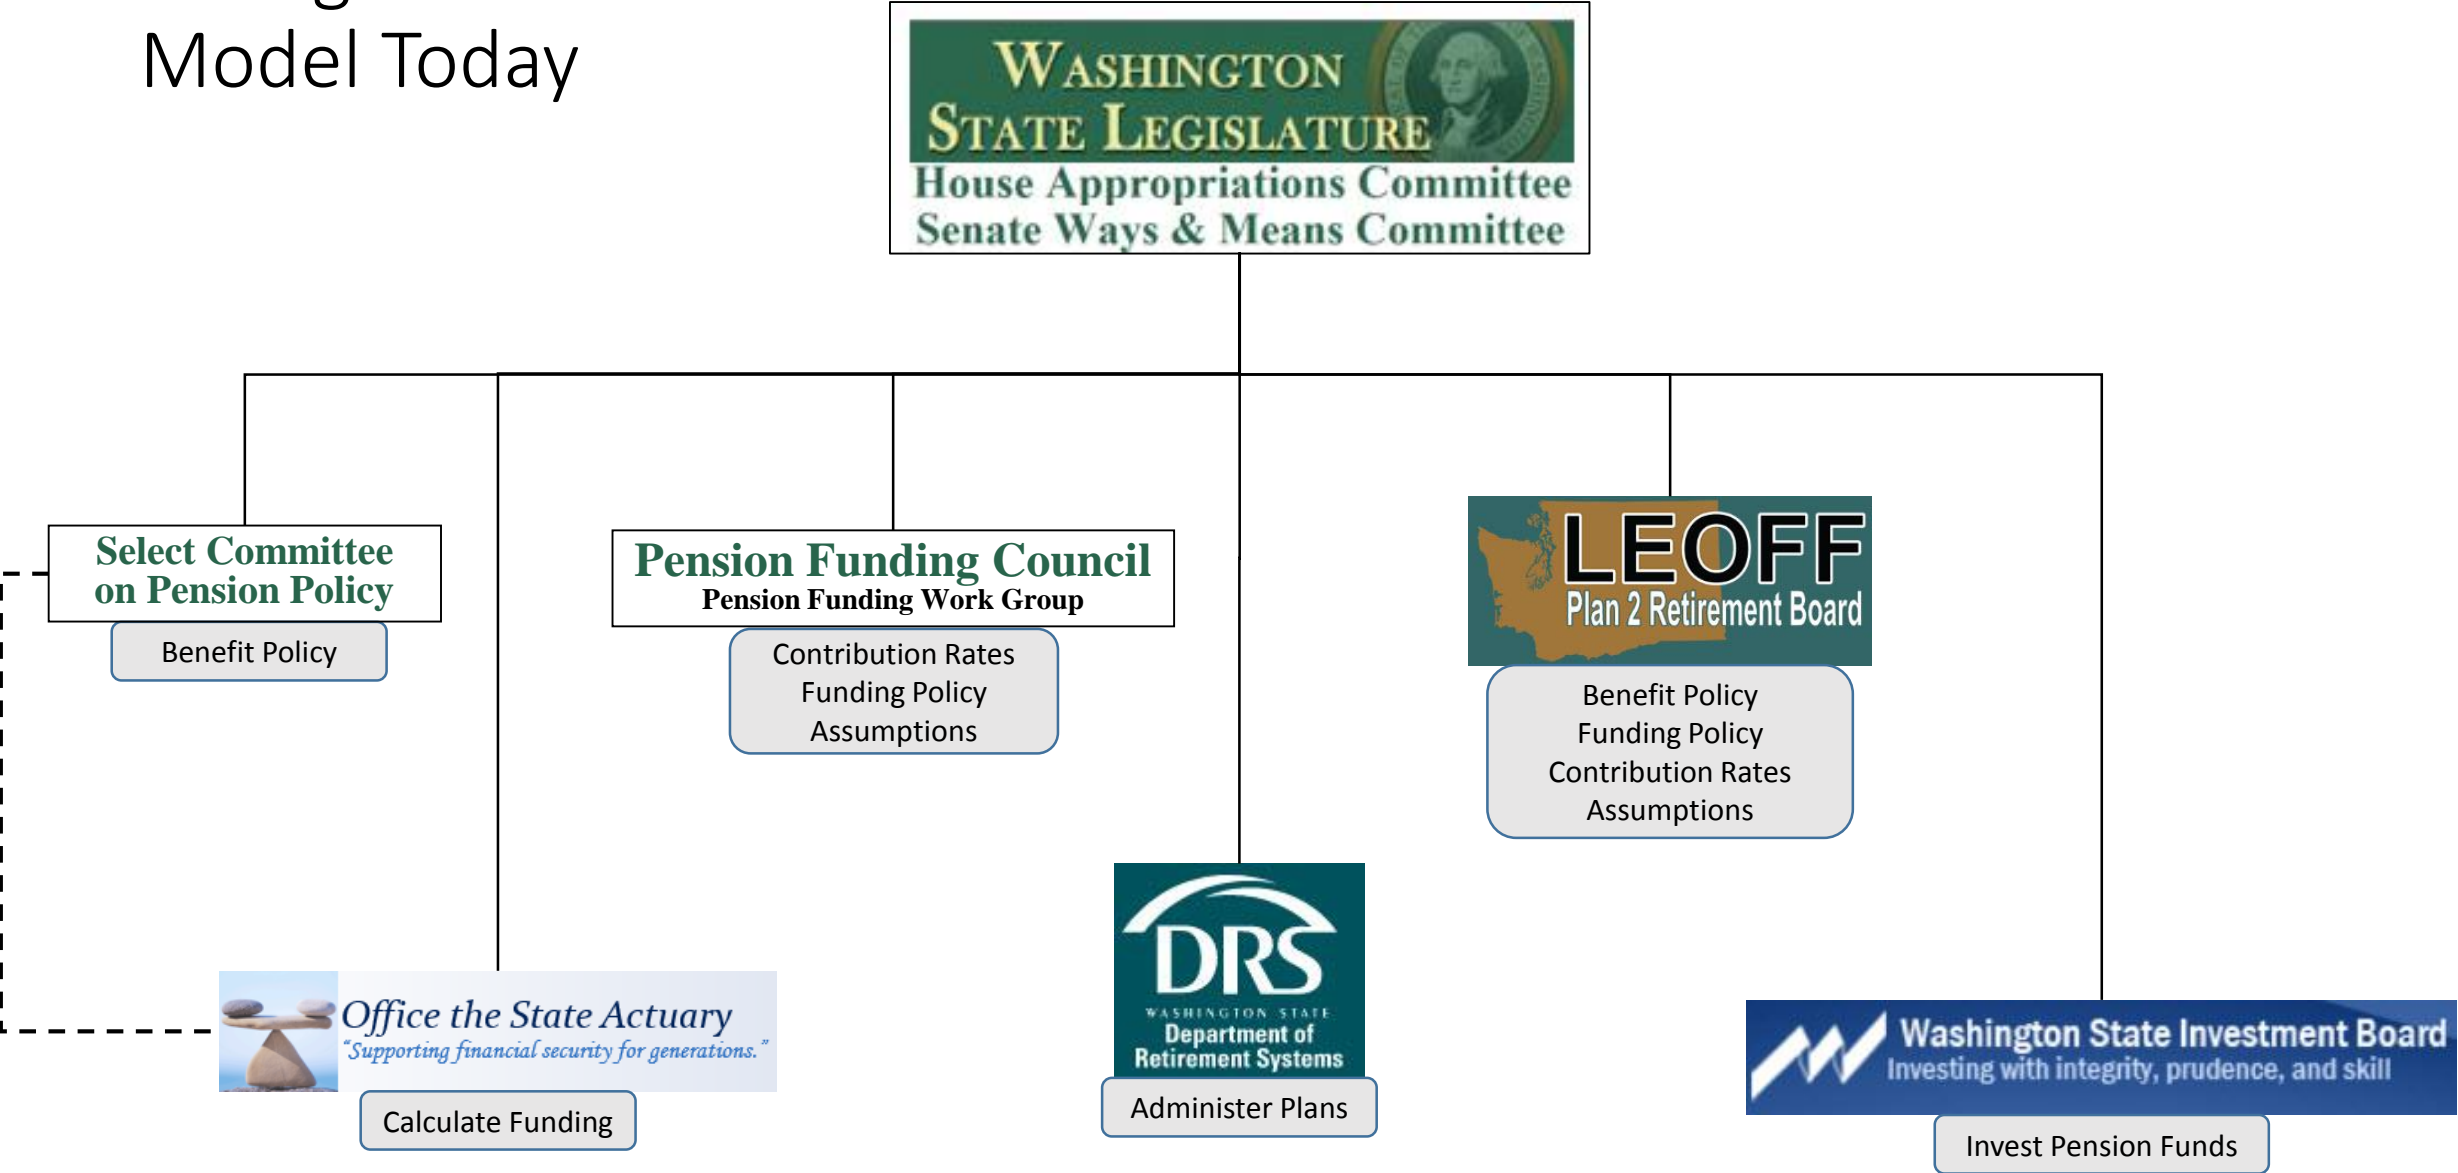 Model Today
WASHINGTON
STATE LEGISLATURE
House Appropriations Committee
Senate Ways & Means Committee
Select Committee
on Pension Policy
Benefit Policy
Pension Funding Council
Pension Funding Work Group
Contribution Rates
Funding Policy
Assumptions
LEOFF
Plan 2 Retirement Board
Benefit Policy
Funding Policy
Contribution Rates
Assumptions
Office the State Actuary
"Supporting financial security for generations."
Calculate Funding
DRS
WASHINGTON STATE
Department of
Retirement Systems
Administer Plans
Washington State Investment Board
Investing with integrity, prudence, and skill
Invest Pension Funds